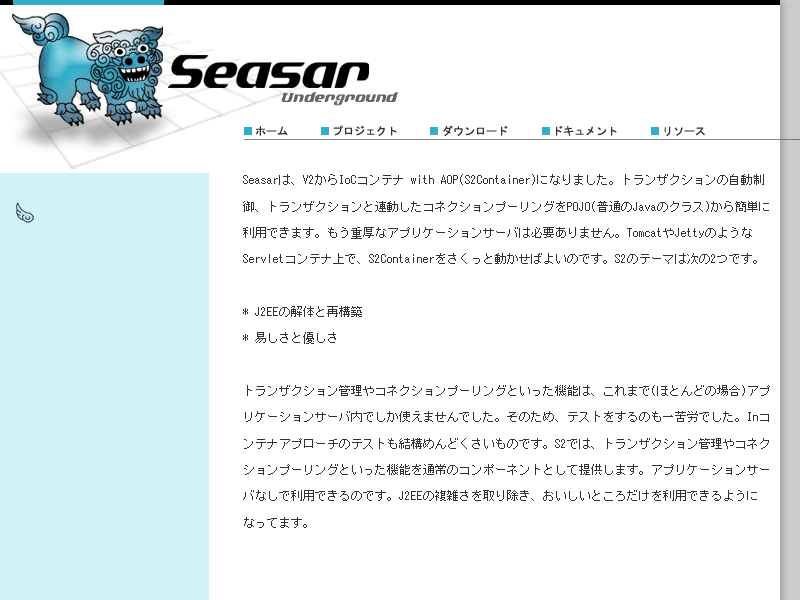 Seasar
Underground
ホーム プロジェクト ダウンロード ドキュメント リソース
Seasarは、V2からIoCコンテナ with AOP(S2Container)になりました。トランザクションの自動制
御、トランザクションと連動したコネクションプーリングをPOJO(普通のJavaのクラス)から簡単に
利用できます。もう重厚なアプリケーションサーバは必要ありません。TomcatやJettyのような
Servletコンテナ上で、S2Containerをさくっと動かせばよいのです。S2のテーマは次の2つです。
* J2EEの解体と再構築
* 易しさと優しさ
トランザクション管理やコネクションプーリングといった機能は、これまで(ほとんどの場合)アプ
リケーションサーバ内でしか使えませんでした。そのため、テストをするのも一苦労でした。Inコ
ンテナアプローチのテストも結構めんどくさいものです。S2では、トランザクション管理やコネク
ションプーリングといった機能を通常のコンポーネントとして提供します。アプリケーションサー
バなしで利用できるのです。J2EEの複雑さを取り除き、おいしいところだけを利用できるように
なってます。